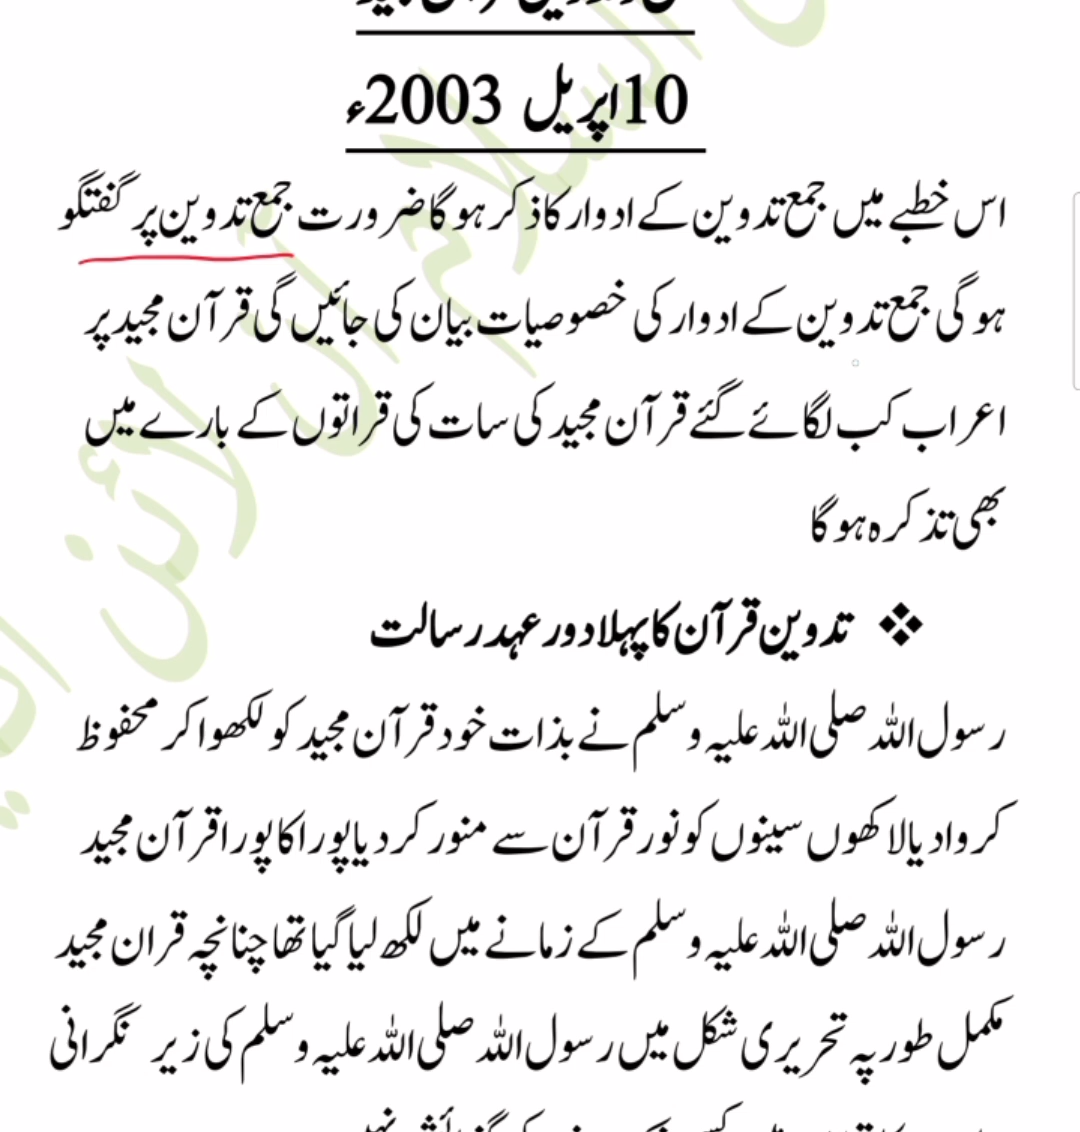 10اپریل 2003ء
اس خطبے میں جمع تدوین کے ادوار کا ذکر ہو گا ضرورت جمع تدوین پر گفتگو
ہو گی جمع تدوین کے ادوار کی خصوصیات بیان کی جائیں گی قرآن مجید پر
اعراب کب لگائے گئے قرآن مجید کی سات کی قراتوں کے بارے میں
بھی تذکرہ ہو گا
❖ تدوین قرآن کا پہلا دور عہد رسالت
رسول اللہ صلی اللہ علیہ وسلم نے بذات خود قرآن مجید کو لکھوا کر محفوظ
کروا دیا لاکھوں سینوں کو نور قرآن سے منور کر دیا پورا کا پورا قرآن مجید
رسول اللہ صلی اللہ علیہ وسلم کے زمانے میں لکھ لیا گیا تھا چنانچہ قران مجید
مکمل طور پہ تحریری شکل میں رسول اللہ صلی اللہ علیہ وسلم کی زیر نگرانی